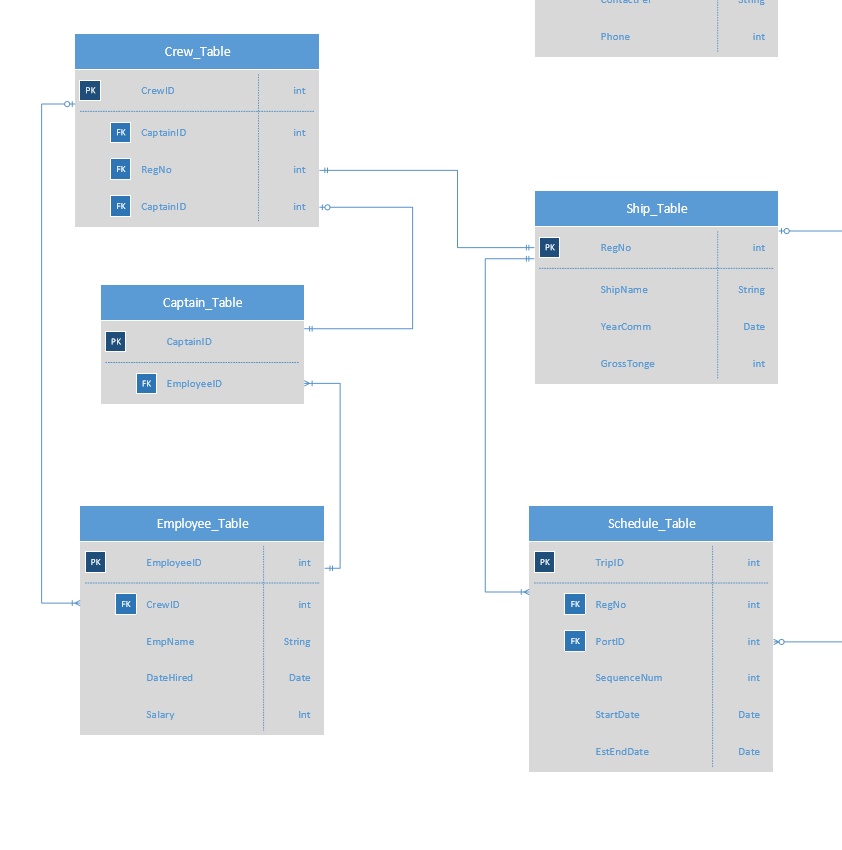 ContactPer String
Phone int
Crew_Table
PK CrewID int
FK CaptainID int
FK RegNo int
FK CaptainID int
Ship_Table
PK RegNo int
ShipName String
YearComm Date
GrossTonge int
Captain_Table
PK CaptainID
FK EmployeeID
Employee_Table
PK EmployeeID int
FK CrewID int
EmpName String
DateHired Date
Salary Int
Schedule_Table
PK TripID int
FK RegNo int
FK PortID int
SequenceNum int
StartDate Date
EstEndDate Date